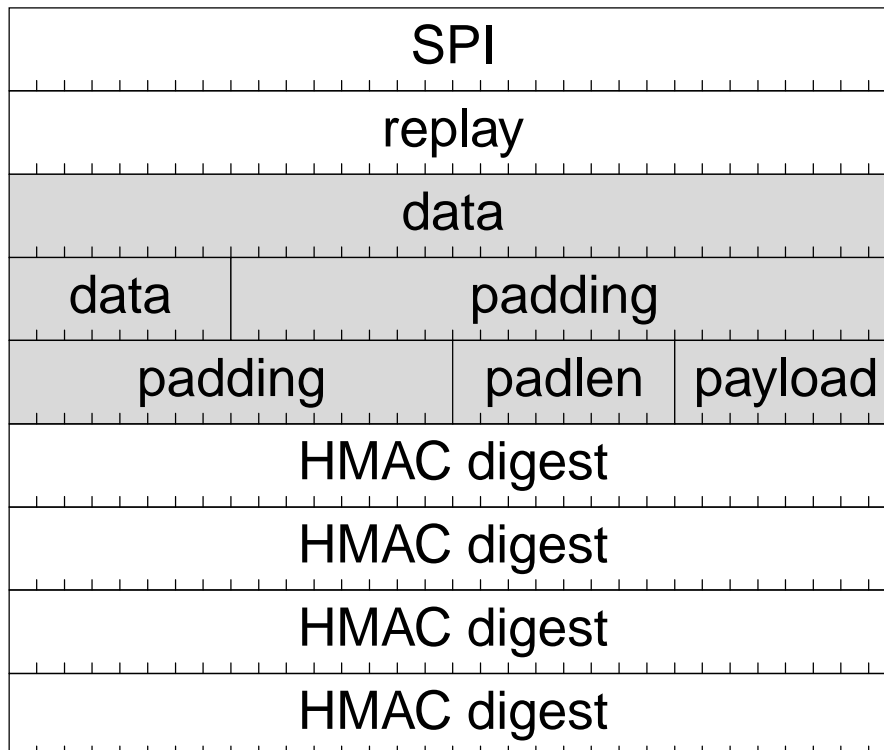 SPI
replay
data
data padding
padding padlen payload
HMAC digest
HMAC digest
HMAC digest
HMAC digest